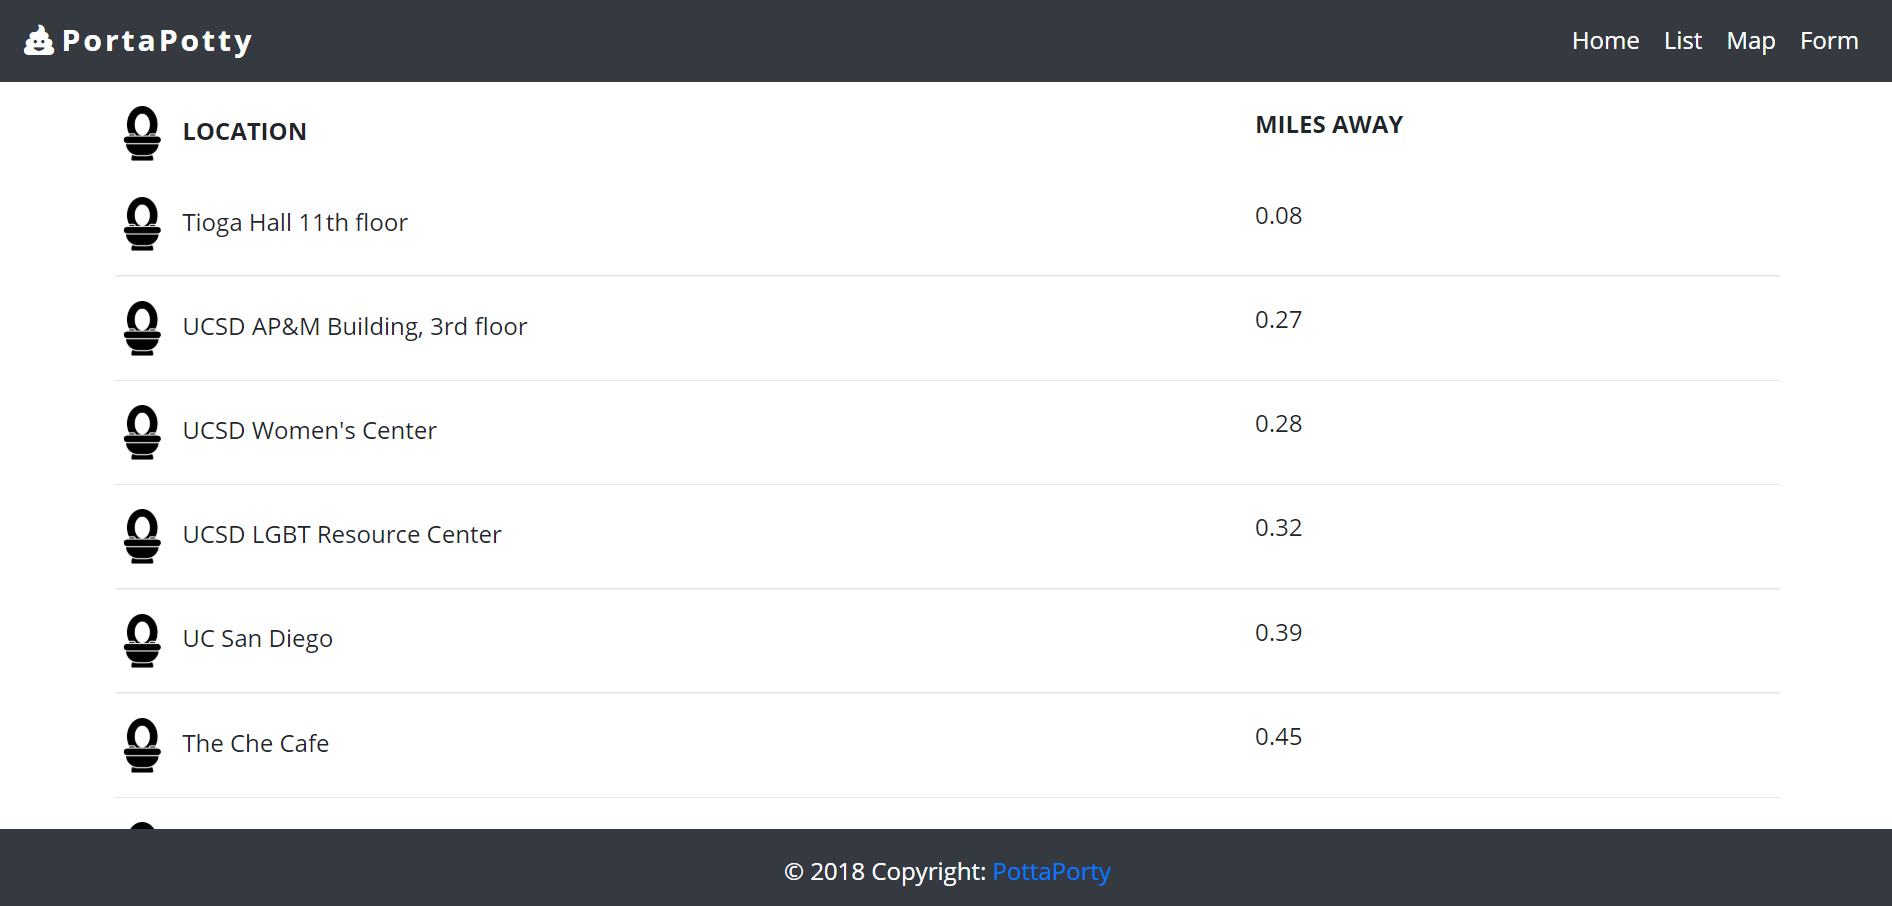 PortaPotty Home List Map Form
LOCATION MILES AWAY
Tioga Hall 11th floor 0.08
UCSD AP&M Building, 3rd floor 0.27
UCSD Women's Center 0.28
UCSD LGBT Resource Center 0.32
UC San Diego 0.39
The Che Cafe 0.45
© 2018 Copyright: PottaPorty